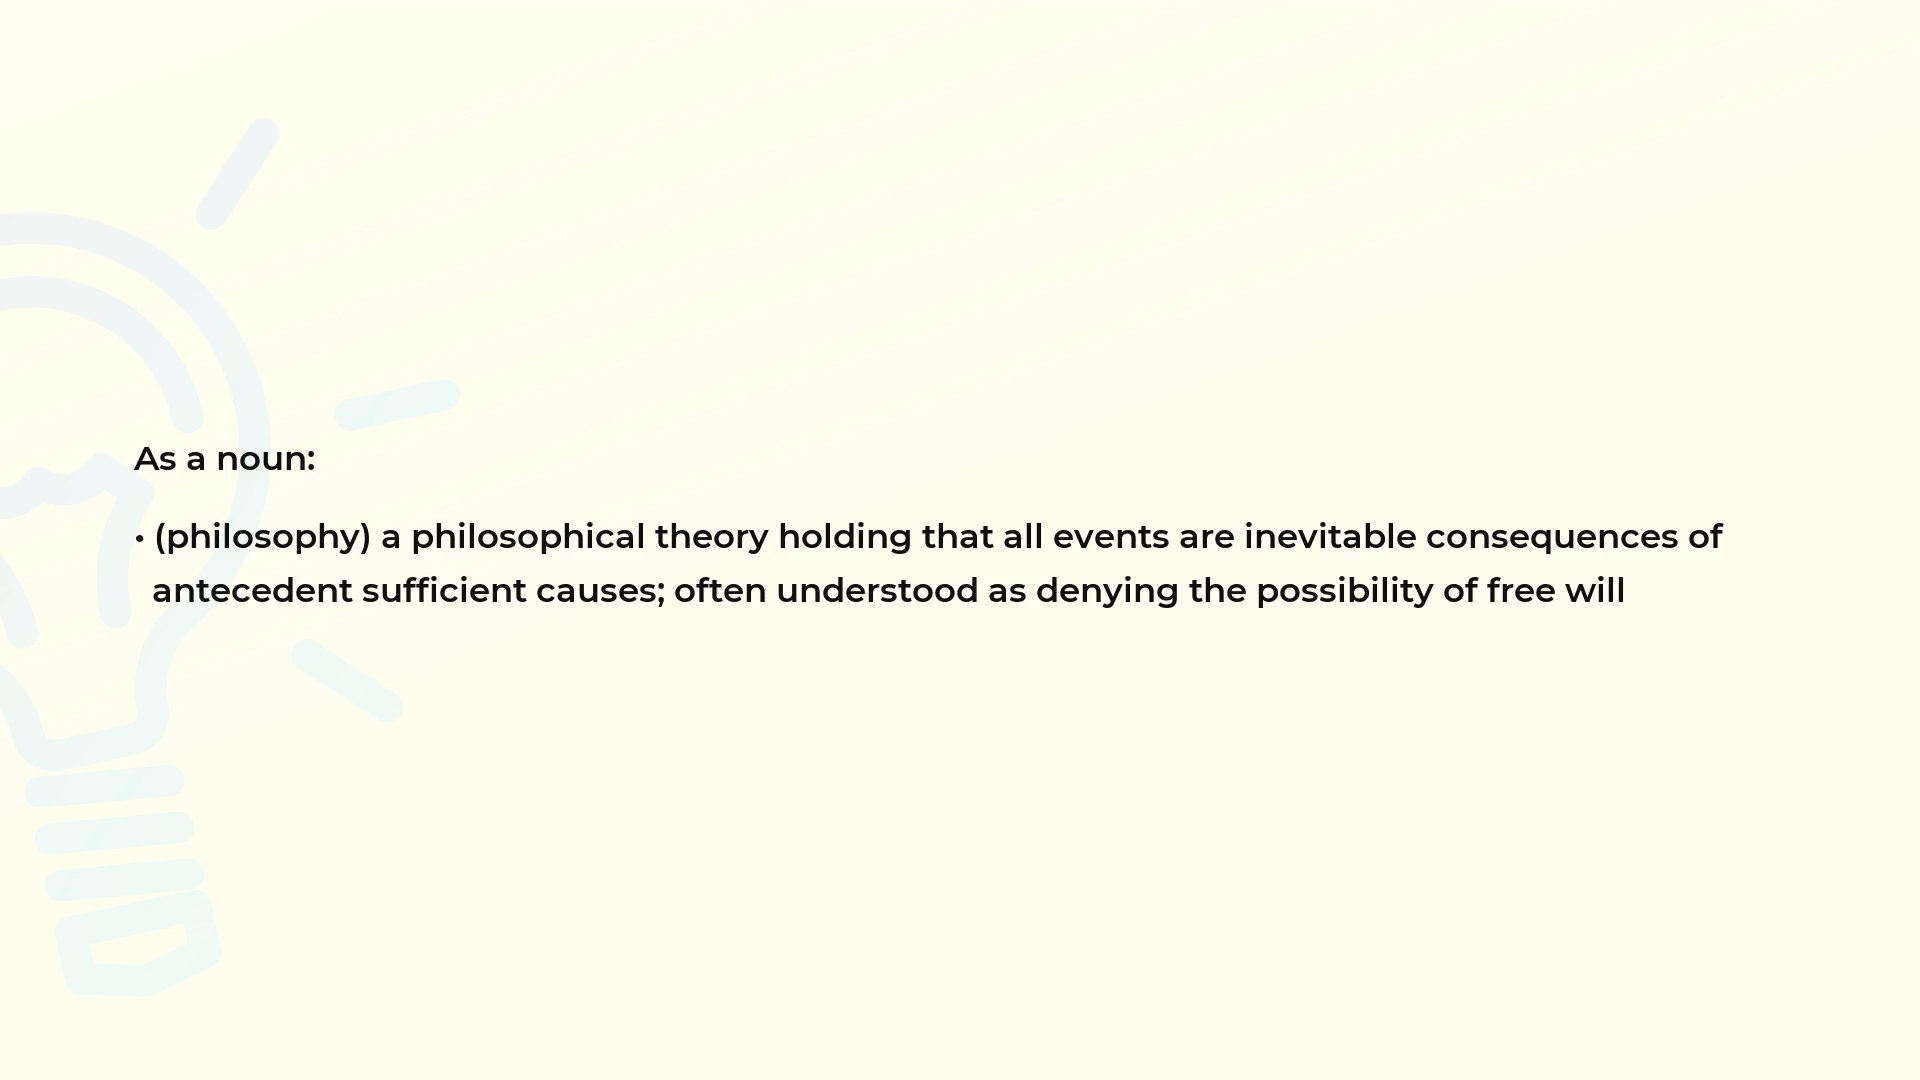 As a noun:
• (philosophy) a philosophical theory holding that all events are inevitable consequences of
antecedent sufficient causes; often understood as denying the possibility of free will